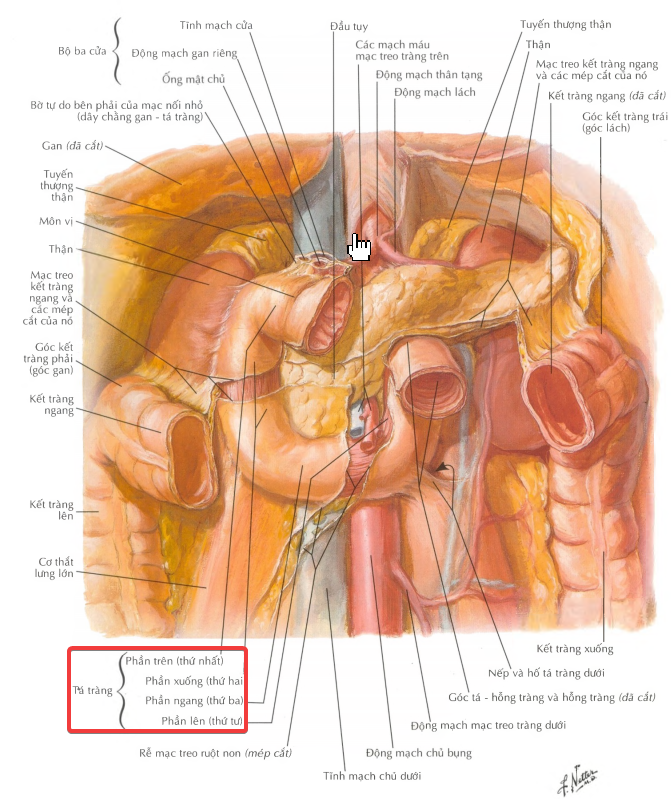 Tĩnh mạch cửa
Bộ ba cửa
Động mạch gan riêng
Ống mật chủ
Bờ tự do bên phải của mạc nối nhỏ
(dây chằng gan - tá tràng)
Gan (đã cắt)
Tuyến
thượng
thận
Môn vị
Thận
Mạc treo
kết tràng
ngang và
các mép
cắt của nó
Góc kết
tràng phải
(góc gan)
Kết tràng
ngang
Kết tràng
lên
Cơ thắt
lưng lớn
Đầu tuỵ
Các mạch máu
mạc treo tràng trên
Động mạch thân tạng
Động mạch lách
Tuyến thượng thận
Thận
Mạc treo kết tràng ngang
và các mép cắt của nó
Kết tràng ngang (đã cắt)
Góc kết tràng trái
(góc lách)
Tá tràng
Phần trên (thứ nhất)
Phần xuống (thứ hai
Phần ngang (thứ ba)
Phần lên (thứ tư)
Rễ mạc treo ruột non (mép cắt)
Tĩnh mạch chủ dưới
Động mạch chủ bụng
Động mạch mạc treo tràng dưới
Góc tá - hỗng tràng và hỗng tràng (đã cắt)
Nếp và hố tá tràng dưới
Kết tràng xuống
F. Netter
M.D.